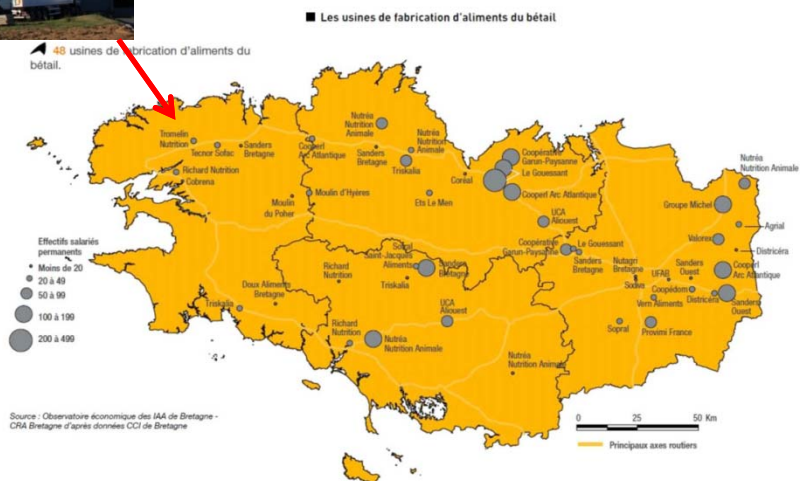 Les usines de fabrication d'aliments du bétail
48 usines de fabrication d'aliments du
bétail.
Tromelin
Nutrition
Tecnor Sofac
Sanders
Bretagne
Richard Nutrition
Cobrena
Cooperl
Arc Atlantique
Moulin
du Poher
Moulin d'Hyères
Nutréa
Nutrition
Animale
Sanders
Bretagne
Nutréa
Nutrition
Animale
Triskalia
Ets Le Men
Coréal
Coopérative
Garun-Paysanne
Le Gouessant
Cooperl Arc Atlantique
UCA
Aliouest
Coopérative
Garun-Paysanne
Le Gouessant
Sanders
Bretagne
Nutréa
Nutrition Animale
Groupe Michel
Agrial
Valorex
Districéra
Cooperl
Arc Atlantique
Nutragri
Bretagne
UFAB
Sanders
Ouest
Coopédom
Vern Aliments
Districéra
Sanders
Ouest
Sopral
Provimi France
Saint-Jacques
Aliments
Sanders
Bretagne
Richard
Nutrition
Triskalia
Doux Aliments
Bretagne
Triskalia
UCA
Aliouest
Richard
Nutrition
Nutréa
Nutrition Animale
Nutréa
Nutrition Animale
Effectifs salariés
permanents
Moins de 20
20 à 49
50 à 99
100 à 199
200 à 499
Source : Observatoire économique des IAA de Bretagne -
CRA Bretagne d'après données CCI de Bretagne
0 25 50 Km
Principaux axes routiers